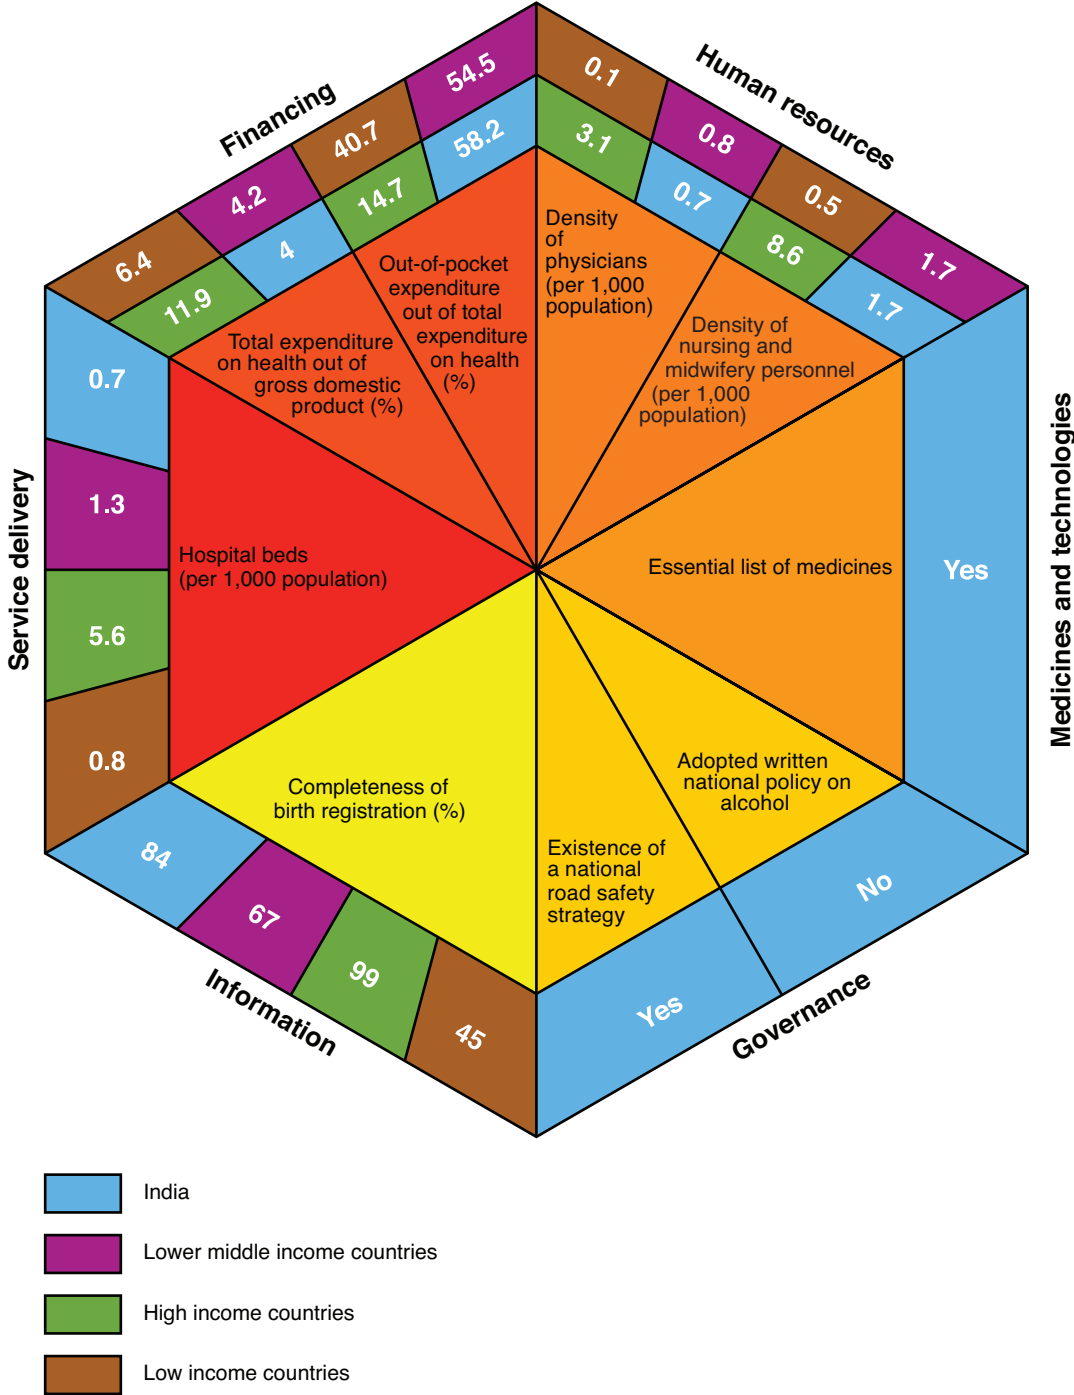 Financing
54.5
58.2
40.7
14.7
4.2
4
6.4
11.9
Human resources
0.1
3.1
0.8
0.7
0.5
8.6
1.7
1.7
Out-of-pocket
expenditure
out of total
expenditure
on health
(%)
Total expenditure
on health out of
gross domestic
product (%)
Density
of
physicians
(per 1,000
population)
Density of
nursing and
midwifery personnel
(per 1,000
population)
Service delivery
0.7
1.3
5.6
0.8
Hospital beds
(per 1,000 population)
Essential list of medicines
Yes
Medicines and technologies
Completeness of
birth registration (%)
84
67
99
45
Information
Existence of
a national
road safety
strategy
Adopted written
national policy on
alcohol
Yes
No
Governance
India
Lower middle income countries
High income countries
Low income countries